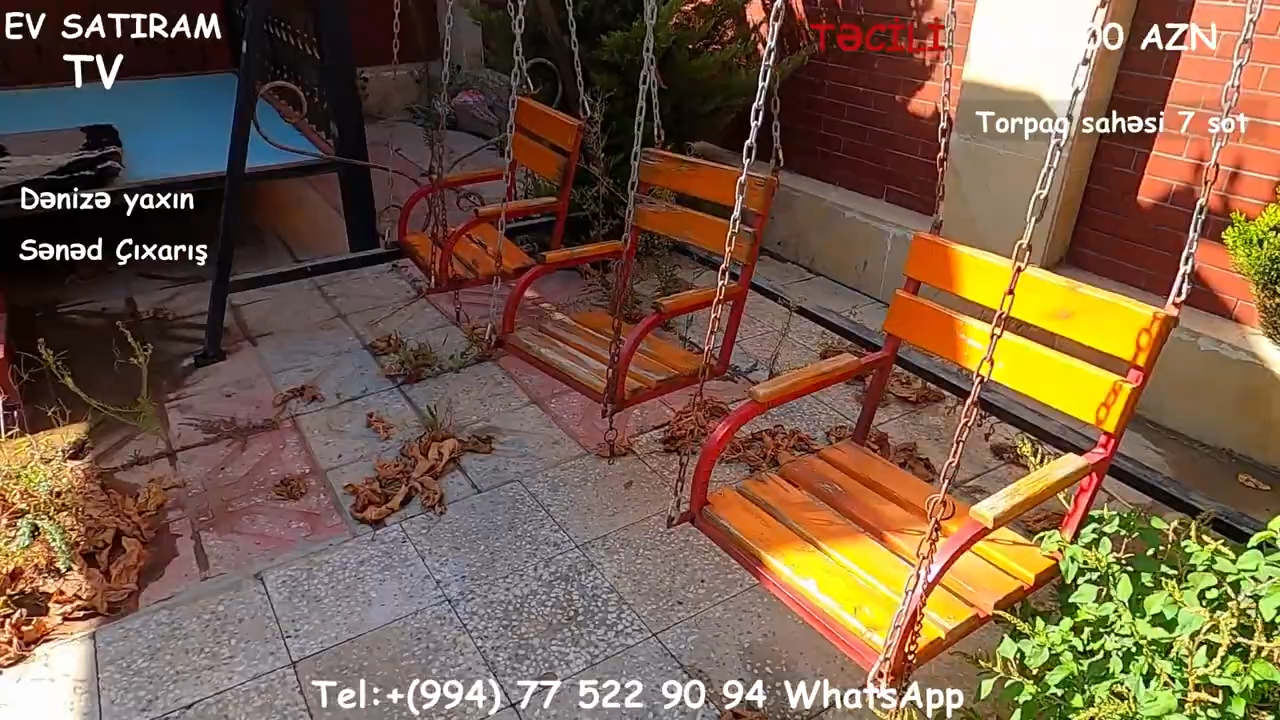 EV SATIRAM
TV
TƏCİLİ
00 AZN
Torpaq sahəsi 7 sot
Dənizə yaxın
Sənəd Çıxarış
Tel:+(994) 77 522 90 94 WhatsApp